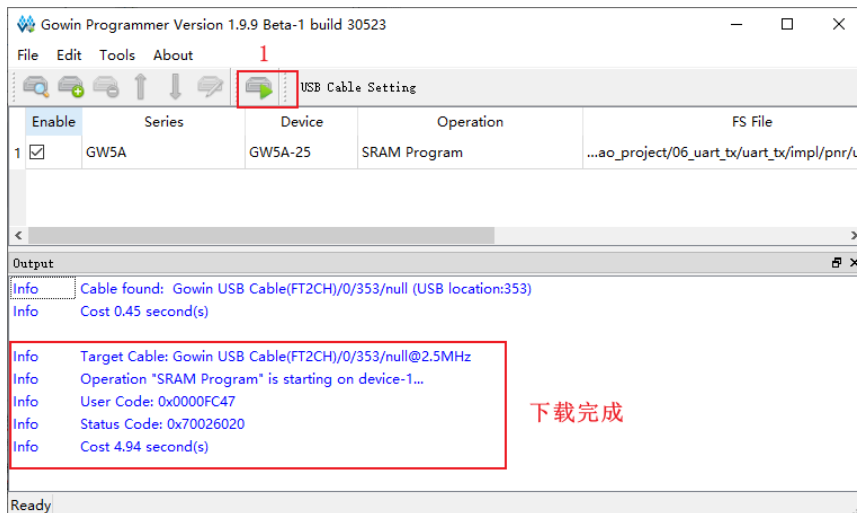 Gowin Programmer Version 1.9.9 Beta-1 build 30523
File Edit Tools About
1
USB Cable Setting
Enable Series Device Operation FS File
1 GW5A GW5A-25 SRAM Program ...ao_project/06_uart_tx/uart_tx/impl/pnr/u
Output
Info Cable found: Gowin USB Cable(FT2CH)/0/353/null (USB location:353)
Info Cost 0.45 second(s)
Info Target Cable: Gowin USB Cable(FT2CH)/0/353/null@2.5MHz
Info Operation "SRAM Program" is starting on device-1...
Info User Code: 0x0000FC47
Info Status Code: 0x70026020
Info Cost 4.94 second(s)
下载完成
Ready